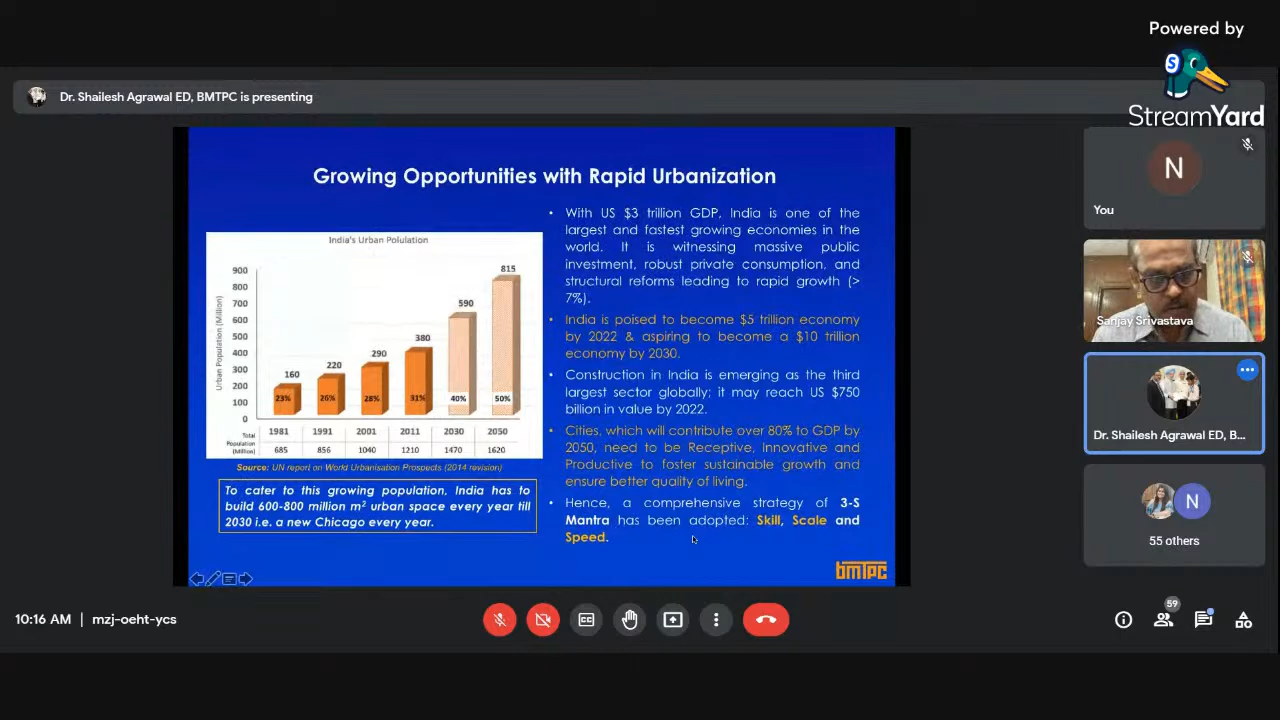 Powered by
S
StreamYard
Dr. Shailesh Agrawal ED, BMTPC is presenting
Growing Opportunities with Rapid Urbanization
India's Urban Polulation
Urban Population (Million)
900
800
700
600
500
400
300
200
100
0
160
220
290
380
590
815
23%
26%
28%
31%
40%
50%
1981
1991
2001
2011
2030
2050
Total
Population
(Million)
685
856
1040
1210
1470
1620
Source: UN report on World Urbanisation Prospects (2014 revision)
To cater to this growing population, India has to
build 600-800 million m² urban space every year till
2030 i.e. a new Chicago every year.
• With US $3 trillion GDP, India is one of the
largest and fastest growing economies in the
world. It is witnessing massive public
investment, robust private consumption, and
structural reforms leading to rapid growth (>
7%).
• India is poised to become $5 trillion economy
by 2022 & aspiring to become a $10 trillion
economy by 2030.
• Construction in India is emerging as the third
largest sector globally; it may reach US $750
billion in value by 2022.
• Cities, which will contribute over 80% to GDP by
2050, need to be Receptive, Innovative and
Productive to foster sustainable growth and
ensure better quality of living.
• Hence, a comprehensive strategy of 3-S
Mantra has been adopted: Skill, Scale and
Speed.
bmTPC
N
You
Sanjay Srivastava
Dr. Shailesh Agrawal ED, B...
N
55 others
10:16 AM | mzj-oeht-ycs
59